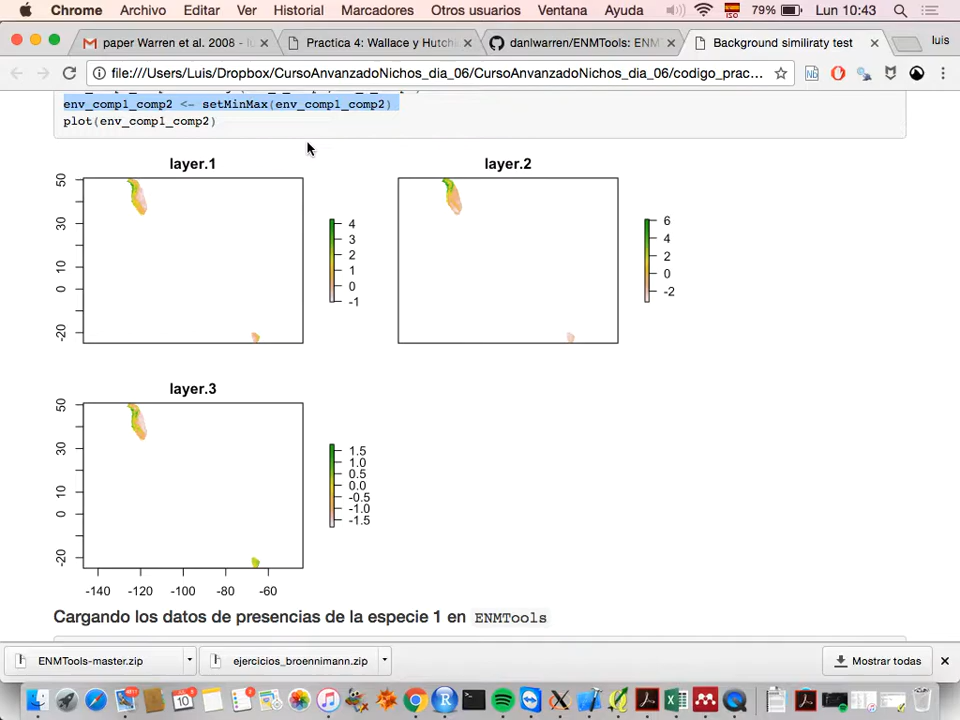 Chrome Archivo Editar Ver Historial Marcadores Otros usuarios Ventana Ayuda ISO 79% Lun 10:43
paper Warren et al. 2008 - l
Practica 4: Wallace y Hutchi
danlwarren/ENMTools: ENMT
Background similiraty test
luis
file:///Users/Luis/Dropbox/CursoAnvanzadoNichos_dia_06/CursoAnvanzadoNichos_dia_06/codigo_prac...
env_comp1_comp2 <- setMinMax(env_comp1_comp2)
plot(env_comp1_comp2)
layer.1
50
30
10
0
-20
4
3
2
1
0
-1
layer.2
6
4
2
0
-2
layer.3
50
30
10
0
-20
1.5
1.0
0.5
0.0
-0.5
-1.0
-1.5
-140 -120 -100 -80 -60
Cargando los datos de presencias de la especie 1 en ENMTools
ENMTools-master.zip
ejercicios_broennimann.zip
Mostrar todas